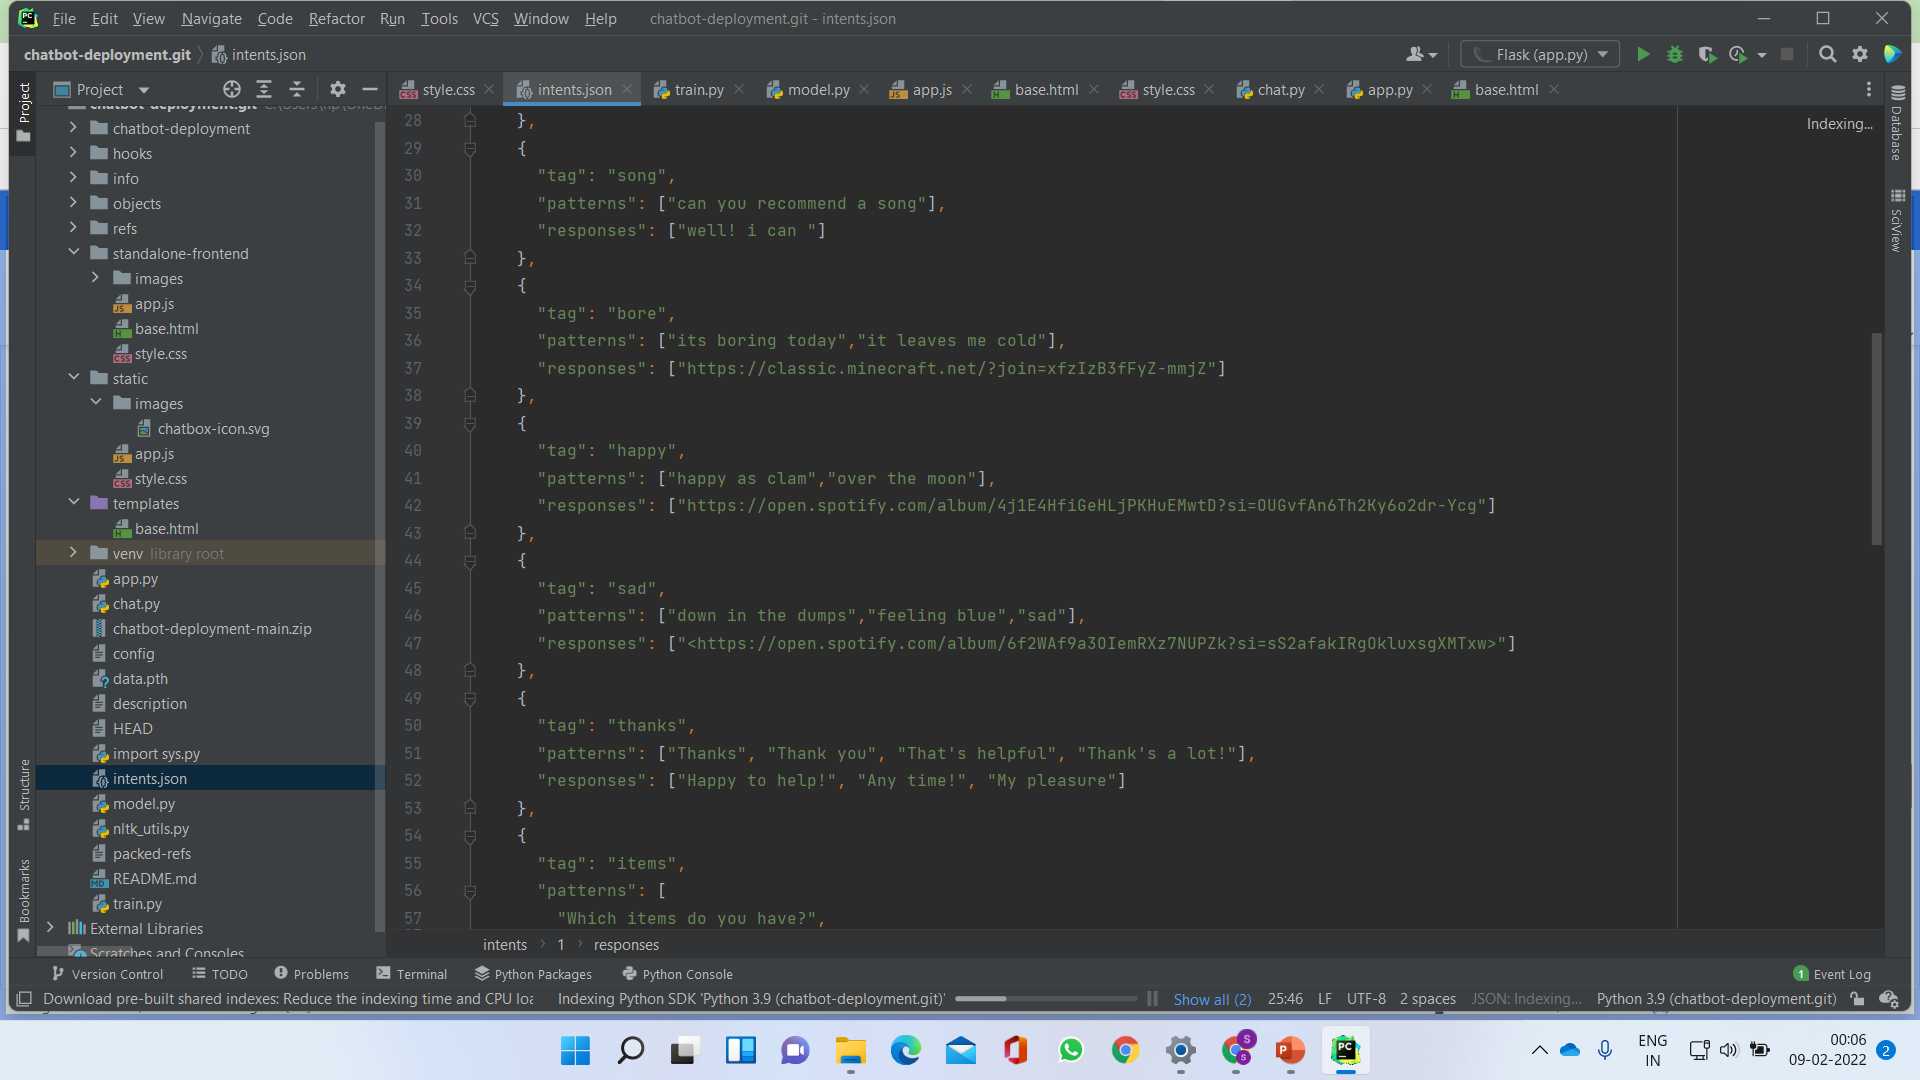 File Edit View Navigate Code Refactor Run Tools VCS Window Help chatbot-deployment.git - intents.json
chatbot-deployment.git intents.json Flask (app.py)
Project style.css intents.json train.py model.py app.js base.html style.css chat.py app.py base.html
Project
chatbot-deployment.git
chatbot-deployment
hooks
info
objects
refs
standalone-frontend
images
app.js
base.html
style.css
static
images
chatbox-icon.svg
app.js
style.css
templates
base.html
venv library root
app.py
chat.py
chatbot-deployment-main.zip
config
data.pth
description
HEAD
import sys.py
intents.json
model.py
nltk_utils.py
packed-refs
README.md
train.py
External Libraries
Scratches and Consoles
Structure
Bookmarks
28 },
29 {
30 "tag": "song",
31 "patterns": ["can you recommend a song"],
32 "responses": ["well! i can "]
33 },
34 {
35 "tag": "bore",
36 "patterns": ["its boring today","it leaves me cold"],
37 "responses": ["https://classic.minecraft.net/?join=xfzIzB3fFyZ-mmjZ"]
38 },
39 {
40 "tag": "happy",
41 "patterns": ["happy as clam","over the moon"],
42 "responses": ["https://open.spotify.com/album/4j1E4HfiGeHLjPKHuEMwtD?si=OUGvfAn6Th2Ky6o2dr-Ycg"]
43 },
44 {
45 "tag": "sad",
46 "patterns": ["down in the dumps","feeling blue","sad"],
47 "responses": ["<https://open.spotify.com/album/6f2WAf9a3OIemRXz7NUPZk?si=sS2afakIRgOkluxsgXMTxw>"]
48 },
49 {
50 "tag": "thanks",
51 "patterns": ["Thanks", "Thank you", "That's helpful", "Thank's a lot!"],
52 "responses": ["Happy to help!", "Any time!", "My pleasure"]
53 },
54 {
55 "tag": "items",
56 "patterns": [
57 "Which items do you have?",
Indexing...
Database
SciView
intents 1 responses
Version Control TODO Problems Terminal Python Packages Python Console 1 Event Log
Download pre-built shared indexes: Reduce the indexing time and CPU loa Indexing Python SDK 'Python 3.9 (chatbot-deployment.git)' Show all (2) 25:46 LF UTF-8 2 spaces JSON: Indexing... Python 3.9 (chatbot-deployment.git)
ENG
IN
00:06
09-02-2022
2